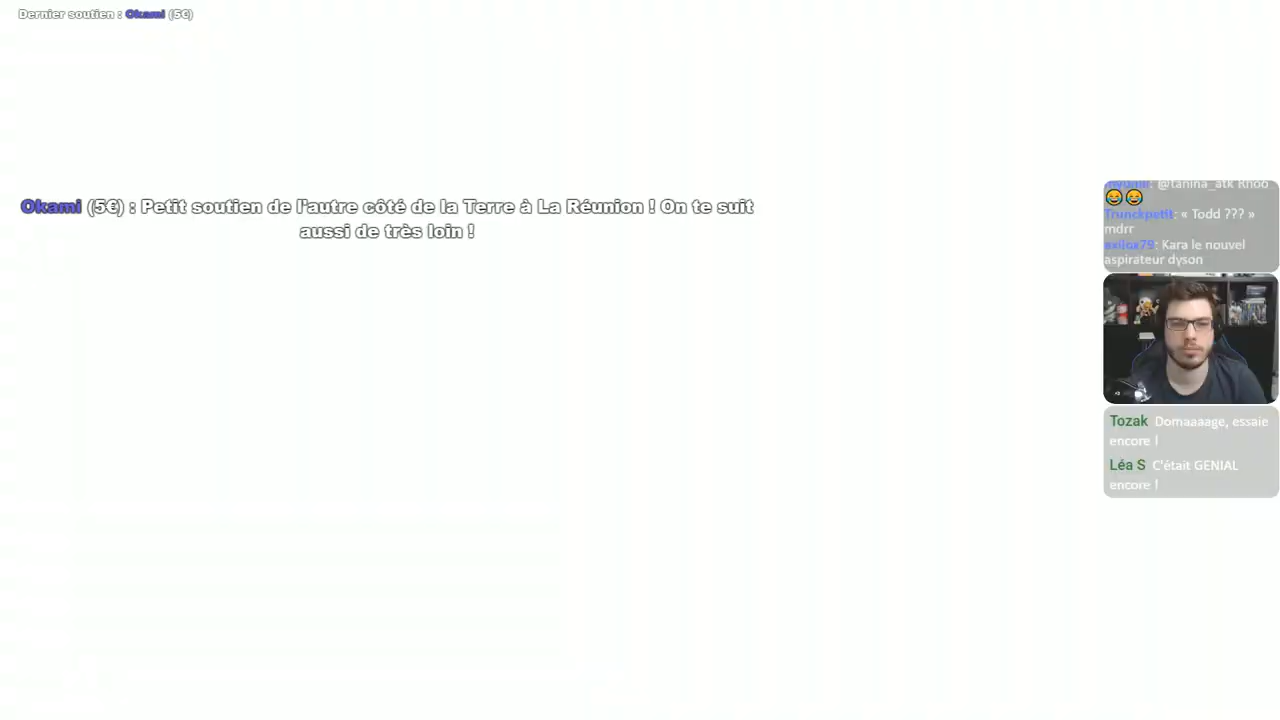 Dernier soutien : Okami (5€)
Okami (5€) : Petit soutien de l'autre côté de la Terre à La Réunion ! On te suit
aussi de très loin !
: @tanina_atk Rhoo
😂😂
Trunckpetit: « Todd ??? »
mdrr
axilox79: Kara le nouvel
aspirateur dyson
Tozak Domaaaage, essaie
encore !
Léa S C'était GENIAL
encore !